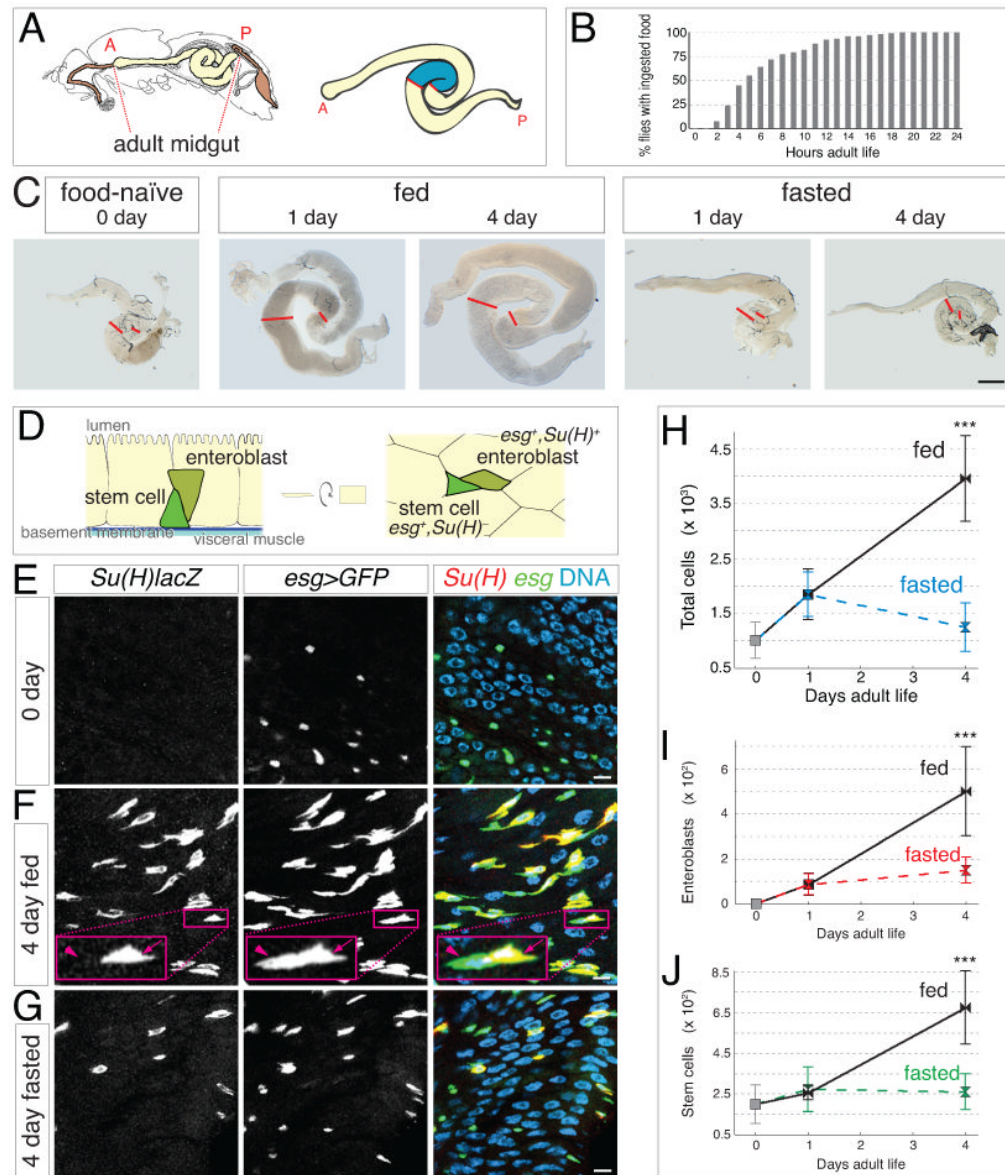 A
A
P
adult midgut
A
P
B
% flies with ingested food
100
75
50
25
0
0 2 4 6 8 10 12 14 16 18 20 22 24
Hours adult life
C
food-naïve
0 day
fed
1 day
4 day
fasted
1 day
4 day
D
lumen
enteroblast
stem cell
basement membrane
visceral muscle
esg⁺,Su(H)⁺
enteroblast
stem cell
esg⁺,Su(H)⁻
E
Su(H)lacZ
esg>GFP
Su(H) esg DNA
0 day
F
4 day fed
G
4 day fasted
H
Total cells (x 10³)
4.5
3.5
2.5
1.5
0.5
***
fed
fasted
0 1 2 3 4
Days adult life
I
Enteroblasts (x 10²)
6
4
2
0
***
fed
fasted
0 1 2 3 4
Days adult life
J
Stem cells (x 10²)
8.5
6.5
4.5
2.5
0.5
***
fed
fasted
0 1 2 3 4
Days adult life